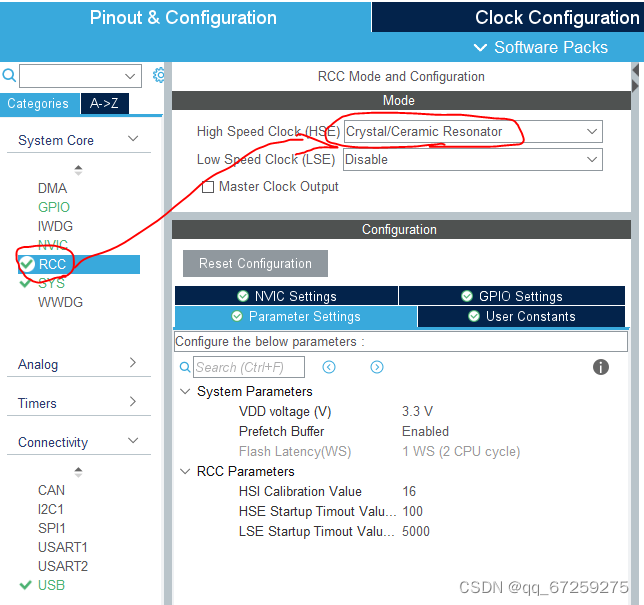 Pinout & Configuration
Clock Configuration
Software Packs
Categories
A->Z
System Core
DMA
GPIO
IWDG
NVIC
RCC
SYS
WWDG
Analog
Timers
Connectivity
CAN
I2C1
SPI1
USART1
USART2
USB
RCC Mode and Configuration
Mode
High Speed Clock (HSE) Crystal/Ceramic Resonator
Low Speed Clock (LSE) Disable
Master Clock Output
Configuration
Reset Configuration
NVIC Settings
GPIO Settings
Parameter Settings
User Constants
Configure the below parameters :
Search (Ctrl+F)
System Parameters
VDD voltage (V) 3.3 V
Prefetch Buffer Enabled
Flash Latency(WS) 1 WS (2 CPU cycle)
RCC Parameters
HSI Calibration Value 16
HSE Startup Timout Valu... 100
LSE Startup Timout Valu... 5000
CSDN @qq_67259275